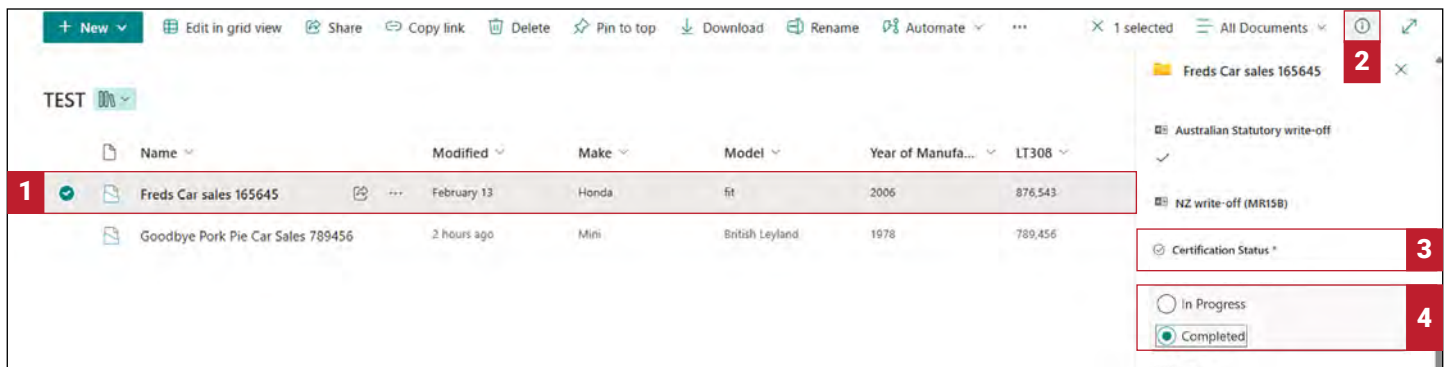 + New Edit in grid view Share Copy link Delete Pin to top Download Rename Automate ... 1 selected All Documents
2
Freds Car sales 165645
TEST
Australian Statutory write-off
Name Modified Make Model Year of Manufa... LT308
1 Freds Car sales 165645 ... February 13 Honda fit 2006 876,543
NZ write-off (MR15B)
Goodbye Pork Pie Car Sales 789456 2 hours ago Mini British Leyland 1978 789,456
Certification Status * 3
In Progress
4
Completed